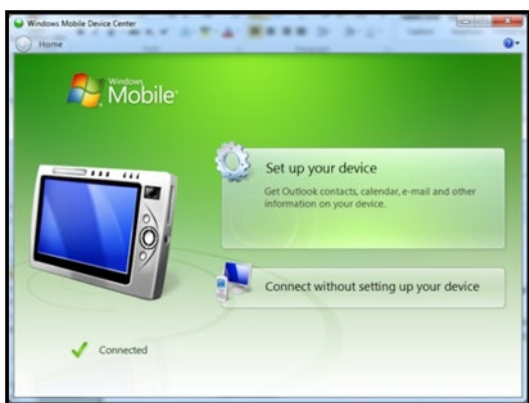 Windows Mobile Device Center
Home
Windows
Mobile
Set up your device
Get Outlook contacts, calendar, e-mail and other
information on your device.
Connect without setting up your device
Connected